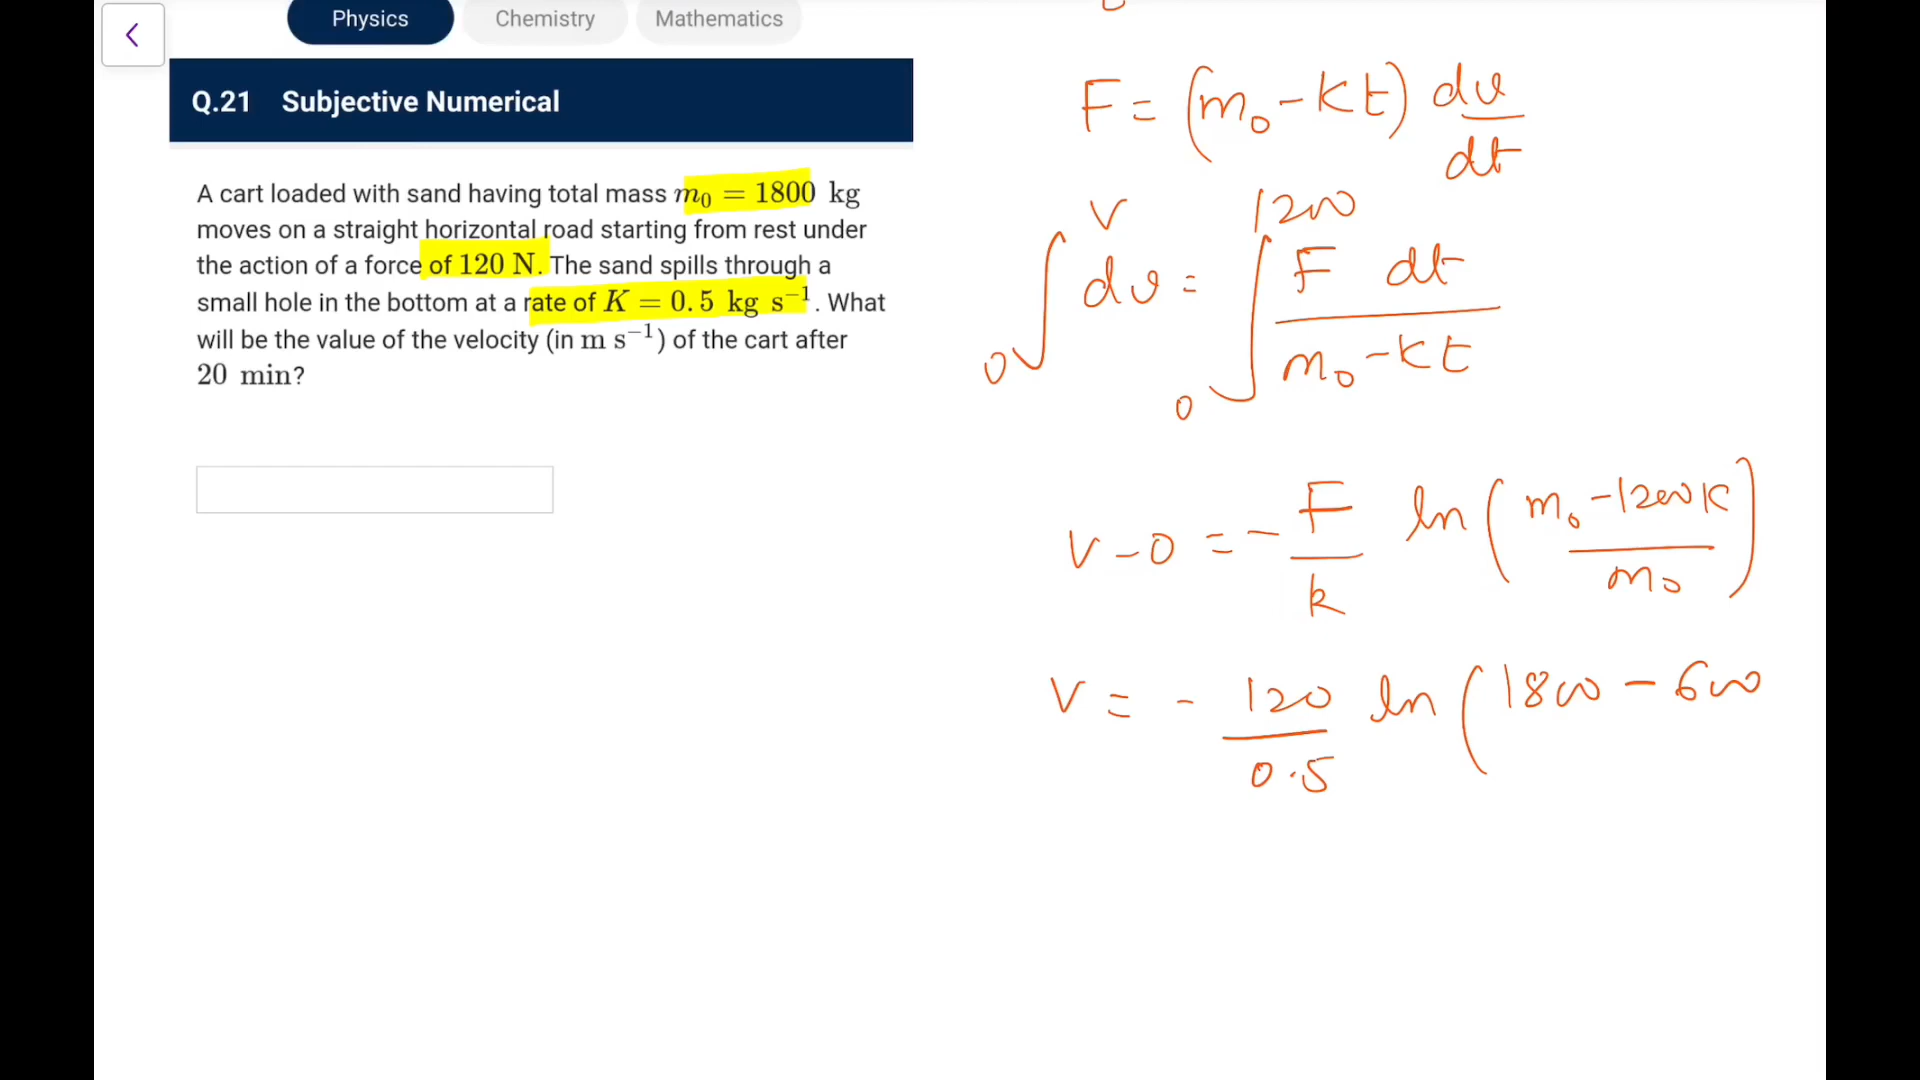 Physics Chemistry Mathematics
Q.21 Subjective Numerical
A cart loaded with sand having total mass m₀ = 1800 kg
moves on a straight horizontal road starting from rest under
the action of a force of 120 N. The sand spills through a
small hole in the bottom at a rate of K = 0.5 kg s⁻¹. What
will be the value of the velocity (in m s⁻¹) of the cart after
20 min?
F = (m₀ - kt) dv/dt
∫₀^v dv = ∫₀^1200 F dt / (m₀ - kt)
v - 0 = - F/k ln((m₀ - 1200k)/m₀)
v = - 120/0.5 ln(1800 - 600